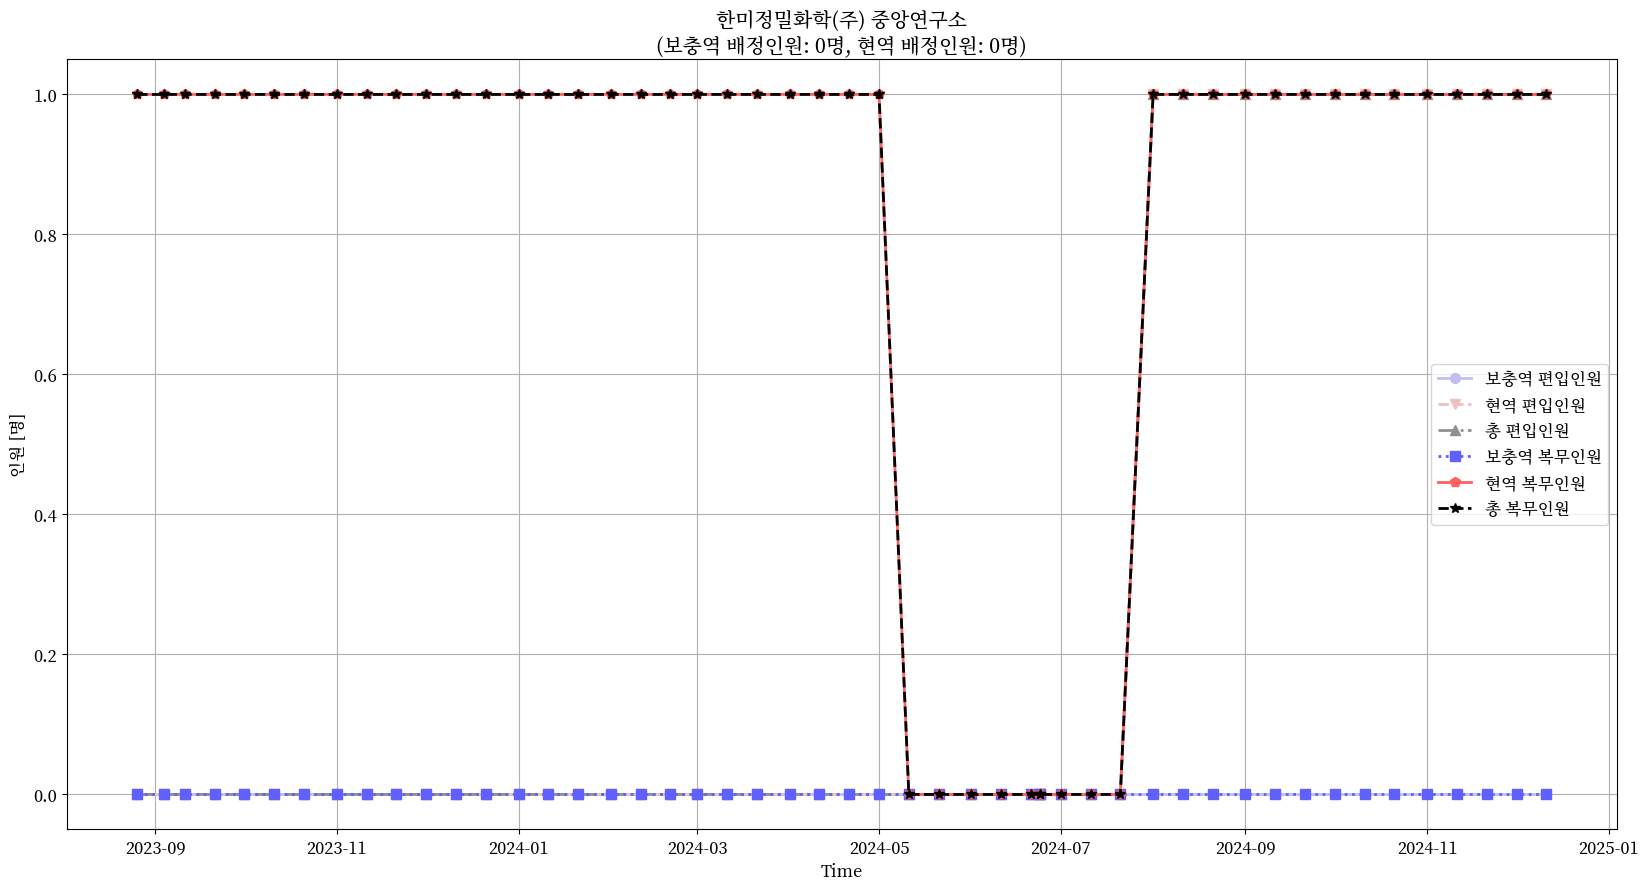 한미정밀화학(주) 중앙연구소
(보충역 배정인원: 0명, 현역 배정인원: 0명)
1.0
0.8
0.6
0.4
0.2
0.0
인원 [명]
보충역 편입인원
현역 편입인원
총 편입인원
보충역 복무인원
현역 복무인원
총 복무인원
2023-09
2023-11
2024-01
2024-03
2024-05
2024-07
2024-09
2024-11
2025-01
Time